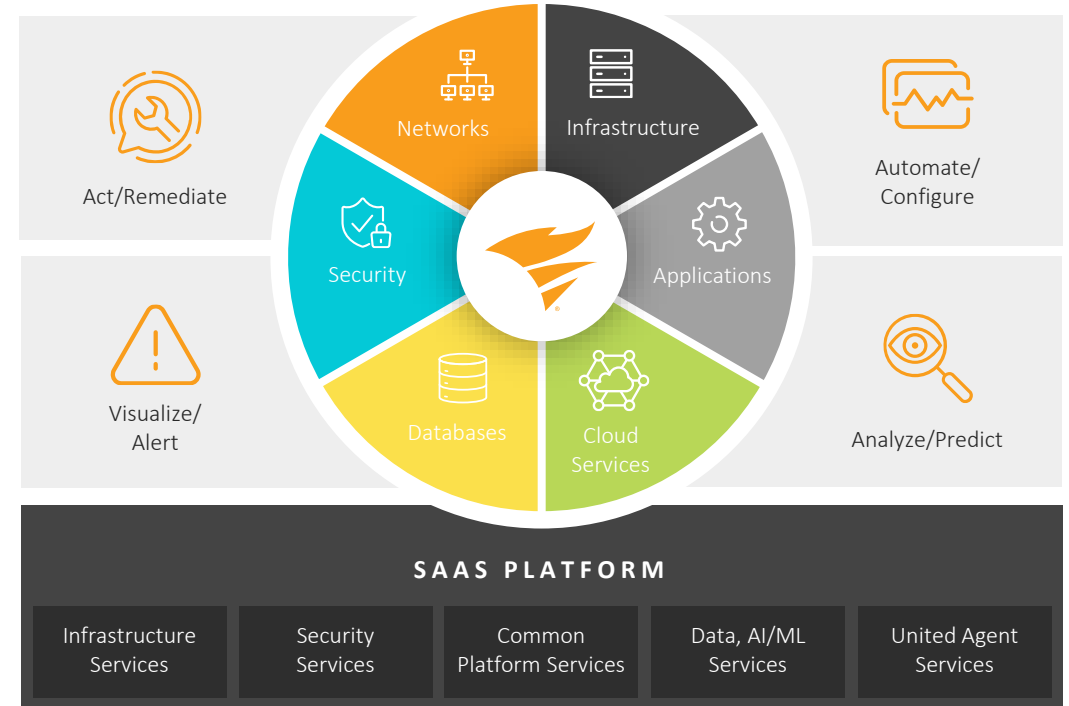 Networks
Infrastructure
Act/Remediate
Automate/
Configure
Security
Applications
Visualize/
Alert
Databases
Cloud
Services
Analyze/Predict
SAAS PLATFORM
Infrastructure
Services
Security
Services
Common
Platform Services
Data, AI/ML
Services
United Agent
Services